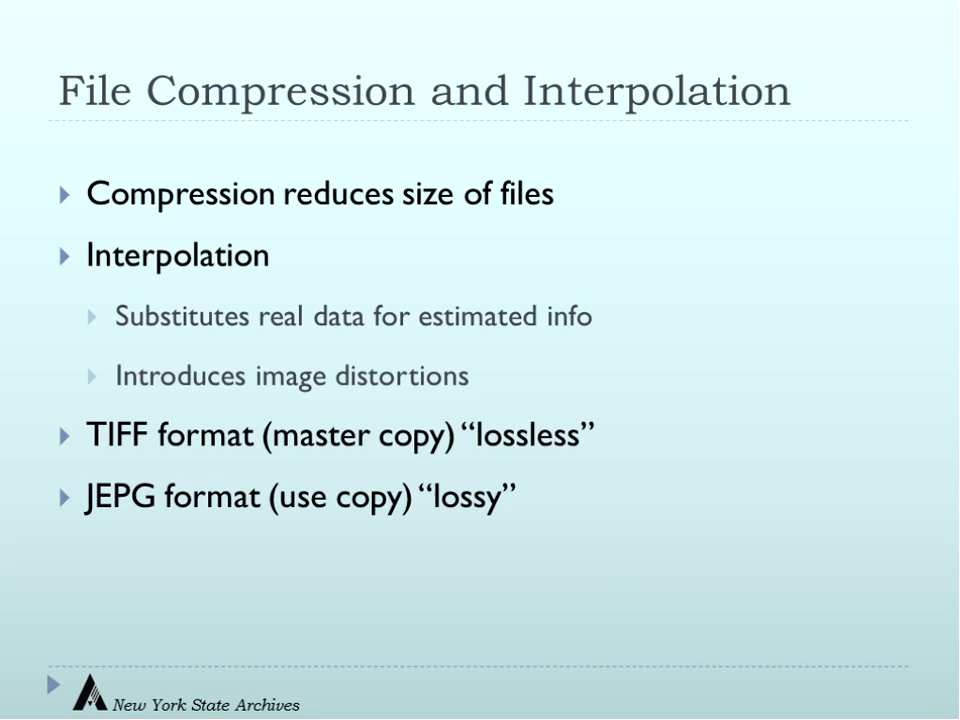 File Compression and Interpolation
Compression reduces size of files
Interpolation
Substitutes real data for estimated info
Introduces image distortions
TIFF format (master copy) “lossless”
JEPG format (use copy) “lossy”
New York State Archives